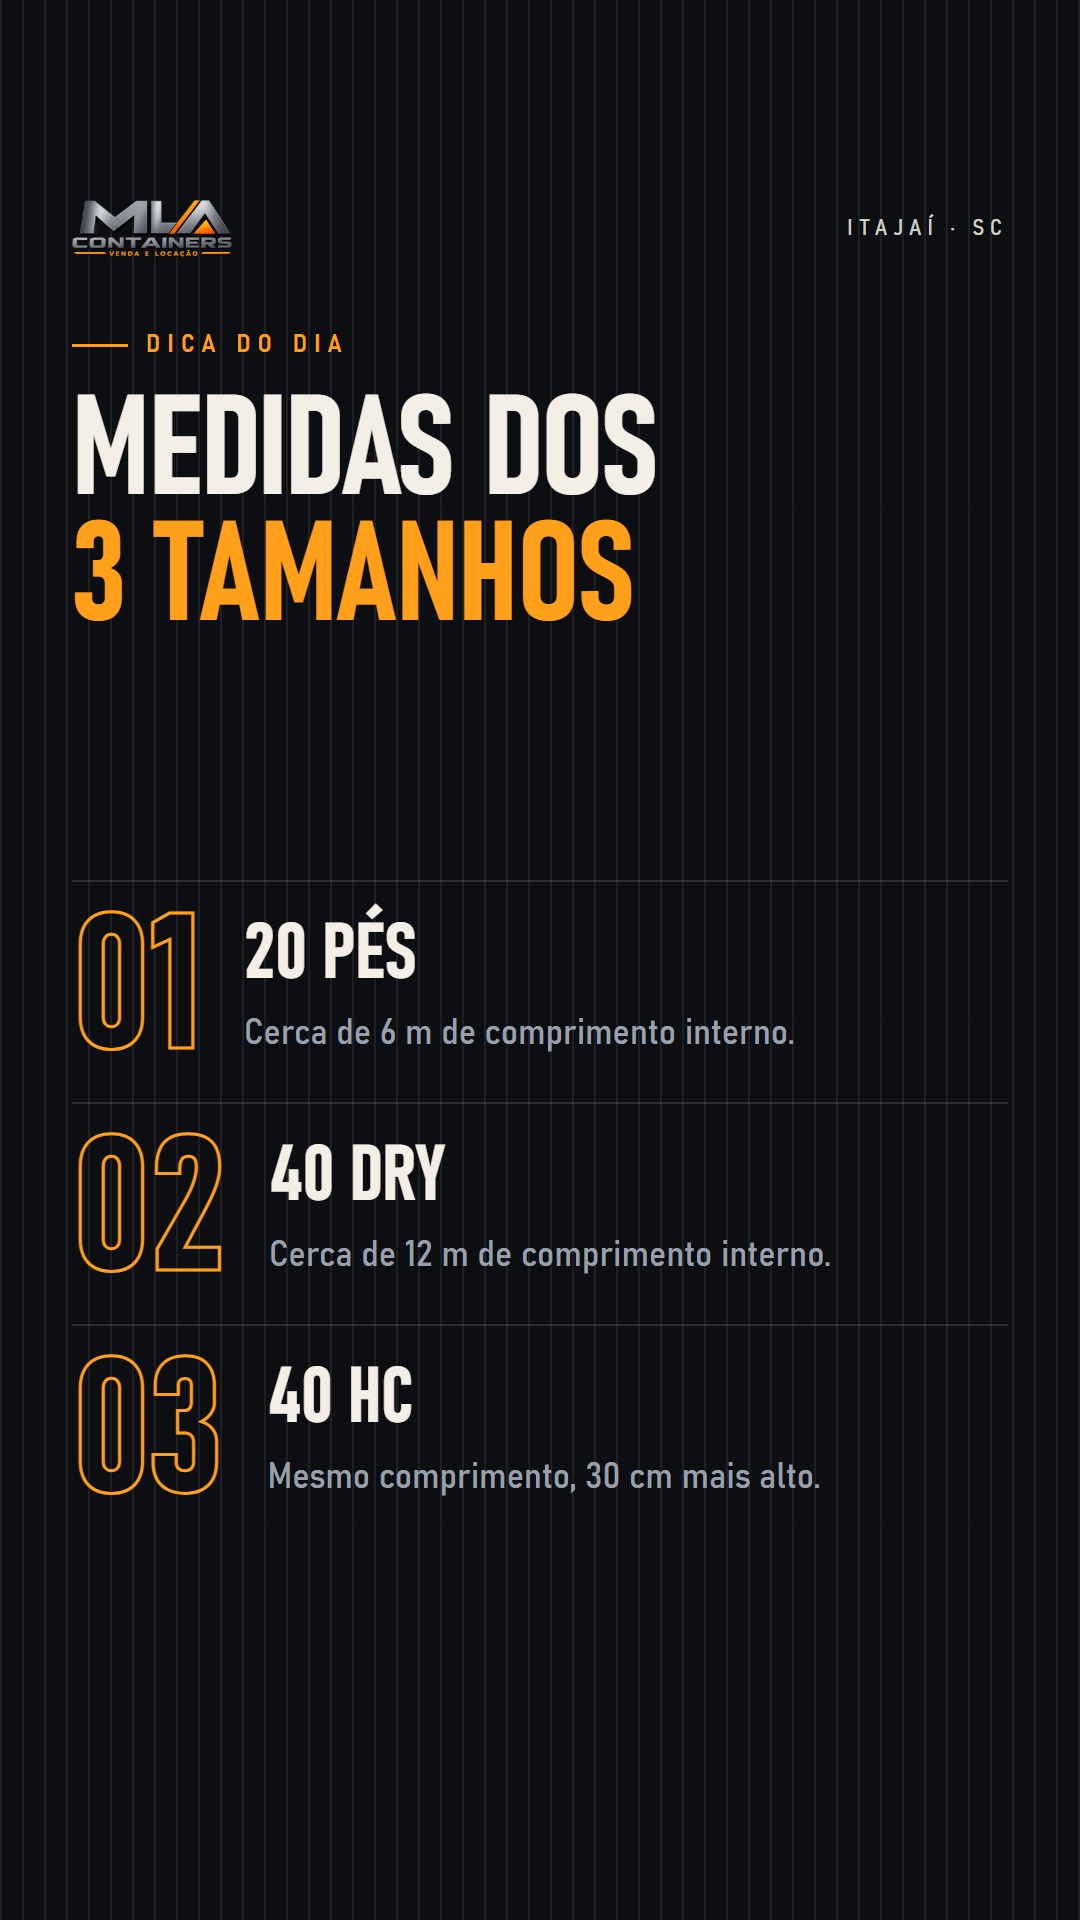 MLA
CONTAINERS
VENDA E LOCAÇÃO
ITAJAÍ · SC
DICA DO DIA
MEDIDAS DOS
3 TAMANHOS
01
20 PÉS
Cerca de 6 m de comprimento interno.
02
40 DRY
Cerca de 12 m de comprimento interno.
03
40 HC
Mesmo comprimento, 30 cm mais alto.